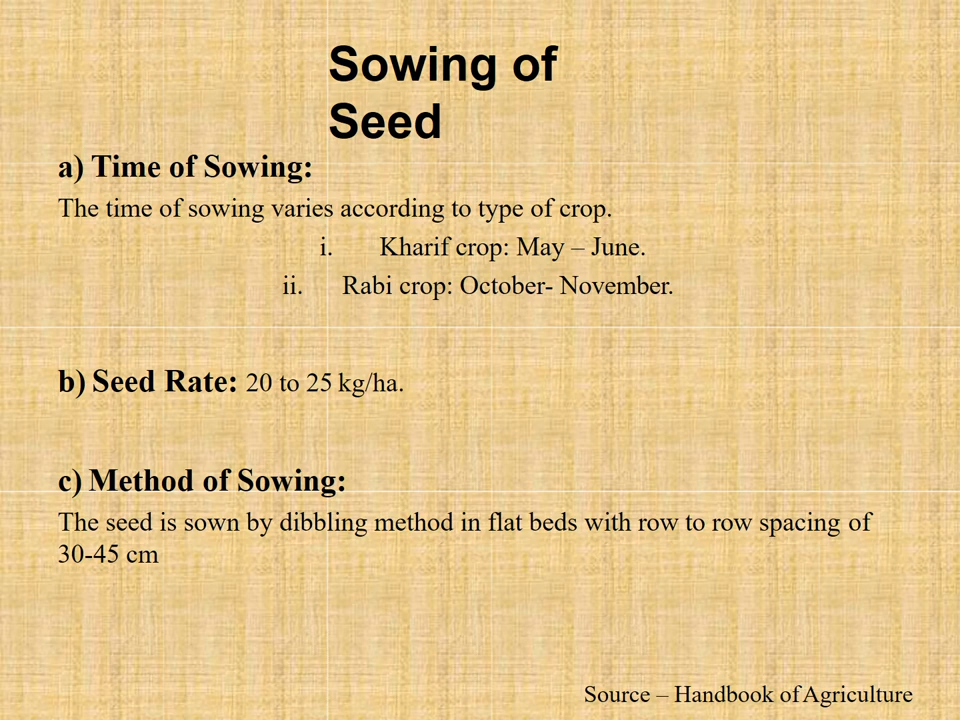 Sowing of
Seed
a) Time of Sowing:
The time of sowing varies according to type of crop.
i. Kharif crop: May – June.
ii. Rabi crop: October- November.
b) Seed Rate: 20 to 25 kg/ha.
c) Method of Sowing:
The seed is sown by dibbling method in flat beds with row to row spacing of
30-45 cm
Source – Handbook of Agriculture